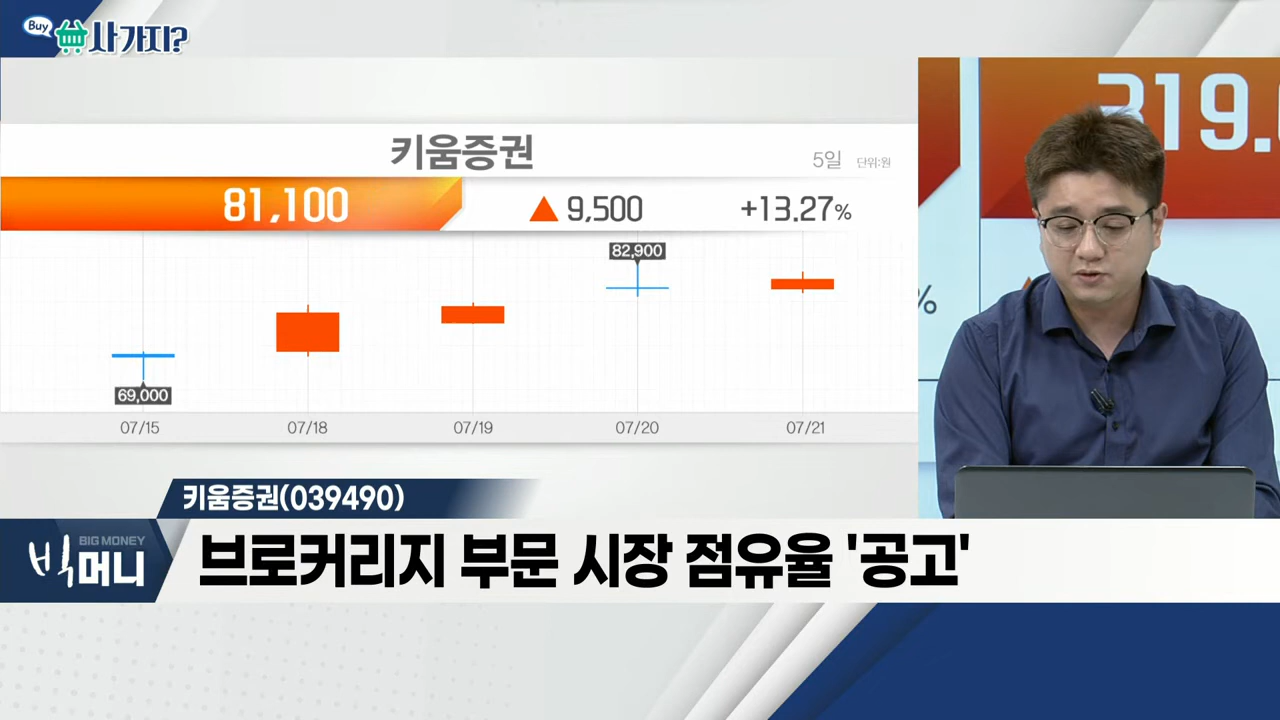 Buy
사가지?
키움증권
5일 단위:원
81,100 ▲ 9,500 +13.27%
82,900
69,000
07/15 07/18 07/19 07/20 07/21
319.
%
키움증권(039490)
BIG MONEY
빅머니
브로커리지 부문 시장 점유율 '공고'